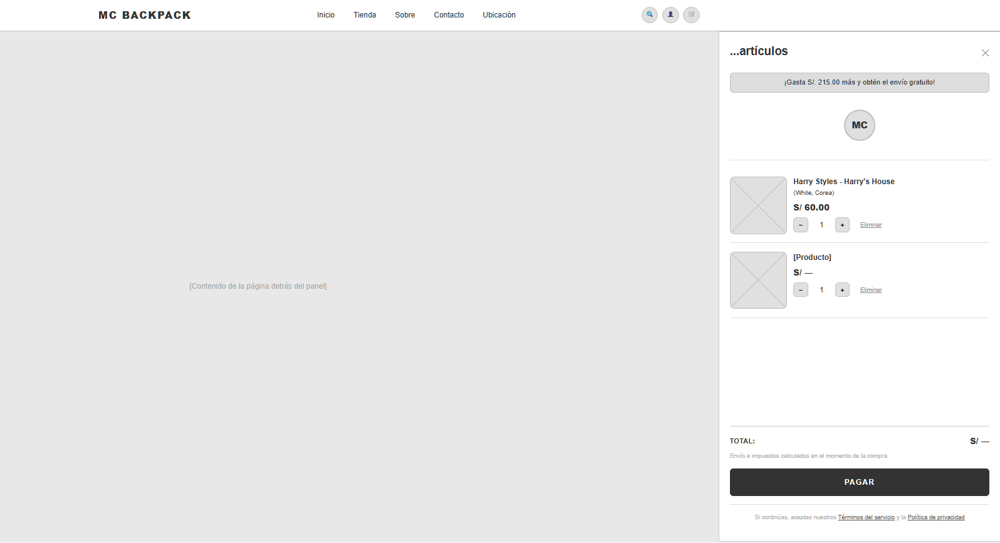 MC BACKPACK
Inicio Tienda Sobre Contacto Ubicación
...artículos
¡Gasta S/. 215.00 más y obtén el envío gratuito!
MC
Harry Styles - Harry's House
(White, Corea)
S/ 60.00
− 1 + Eliminar
[Producto]
S/ —
− 1 + Eliminar
[Contenido de la página detrás del panel]
TOTAL: S/ —
Envío e impuestos calculados en el momento de la compra
PAGAR
Si continúas, aceptas nuestros Términos del servicio y la Política de privacidad